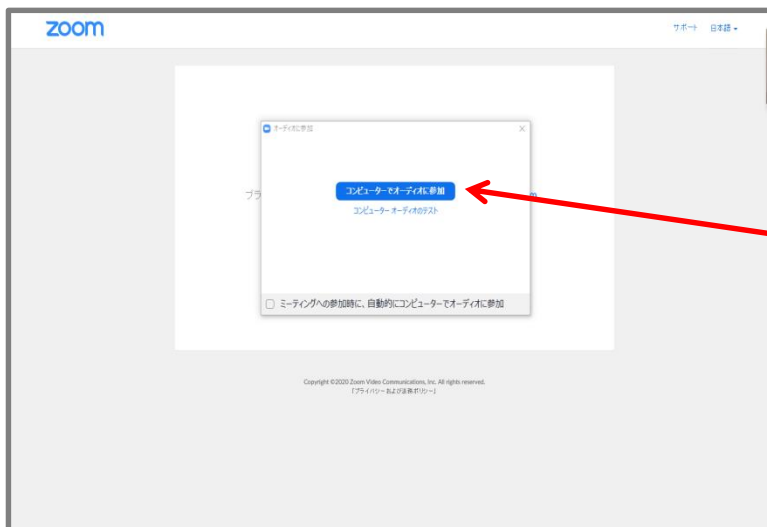 zoom
サポート 日本語
オーディオに参加
ブラ
コンピューターでオーディオに参加
コンピューター オーディオのテスト
ミーティングへの参加時に、自動的にコンピューターでオーディオに参加
Copyright ©2020 Zoom Video Communications, Inc. All rights reserved.
「プライバシーおよび法務ポリシー」